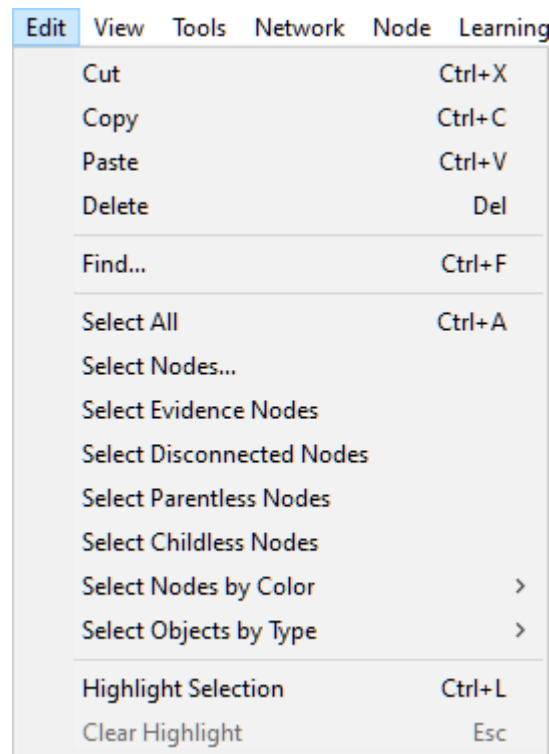 Edit View Tools Network Node Learning
Cut Ctrl+X
Copy Ctrl+C
Paste Ctrl+V
Delete Del
Find... Ctrl+F
Select All Ctrl+A
Select Nodes...
Select Evidence Nodes
Select Disconnected Nodes
Select Parentless Nodes
Select Childless Nodes
Select Nodes by Color >
Select Objects by Type >
Highlight Selection Ctrl+L
Clear Highlight Esc